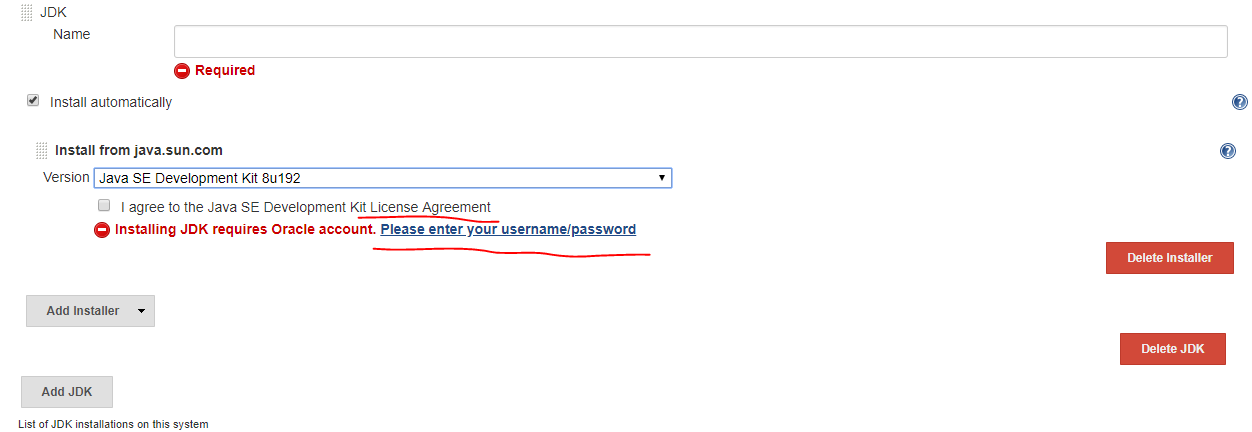 JDK
Name
Required
Install automatically
Install from java.sun.com
Version Java SE Development Kit 8u192
I agree to the Java SE Development Kit License Agreement
Installing JDK requires Oracle account. Please enter your username/password
Delete Installer
Add Installer
Delete JDK
Add JDK
List of JDK installations on this system